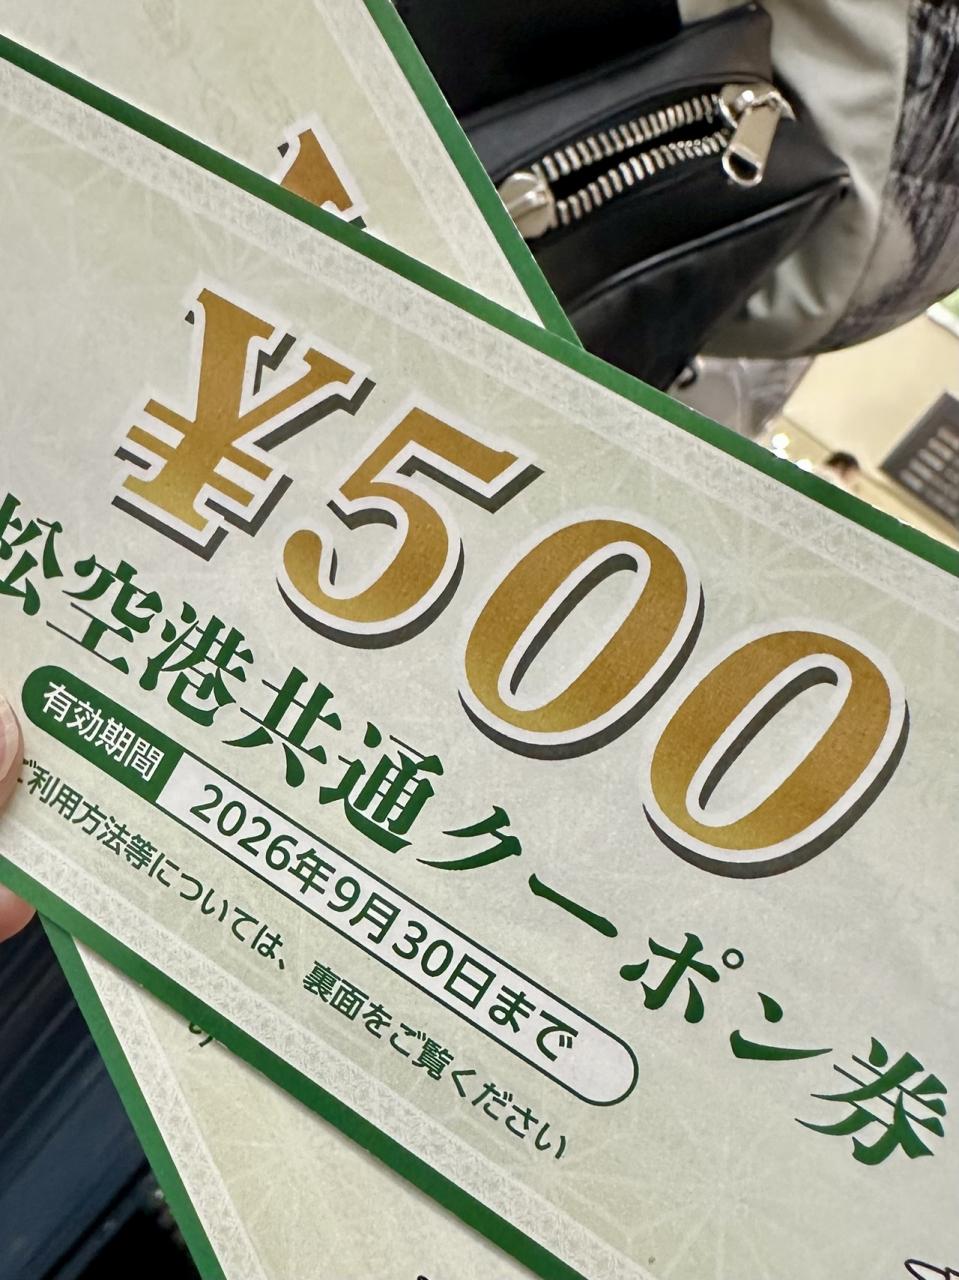 ¥500
松空港共通クーポン券
有効期間 2026年9月30日まで
ご利用方法等については、裏面をご覧ください